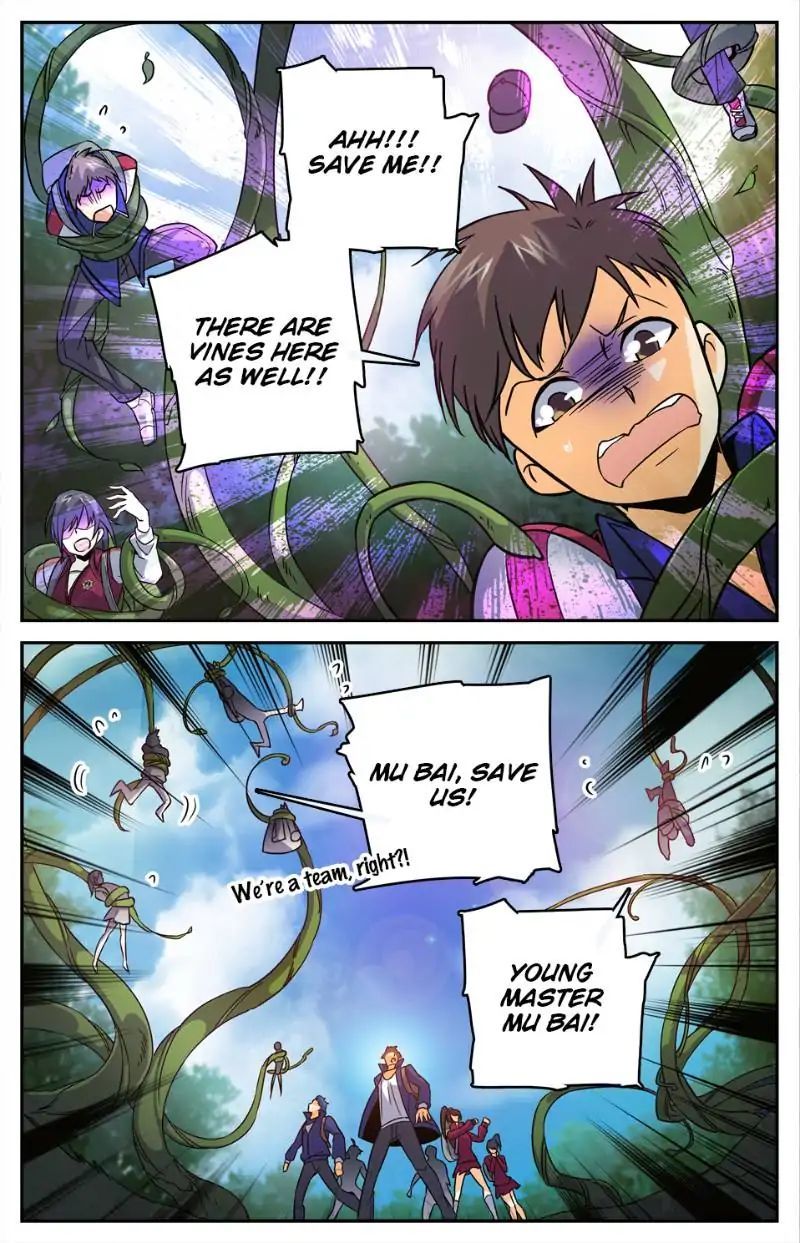 AHH!!!
SAVE ME!!
THERE ARE
VINES HERE
AS WELL!!
MU BAI, SAVE
US!
We're a team, right?!
YOUNG
MASTER
MU BAI!